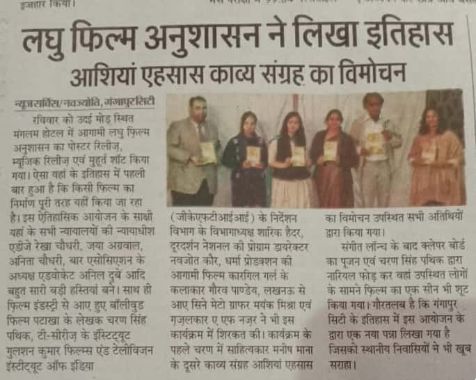 इजहार किया।
लघु फिल्म अनुशासन ने लिखा इतिहास
आशियां एहसास काव्य संग्रह का विमोचन
न्यूजसर्विस/नवज्योति, गंगापुरसिटी
रविवार को उदई मोड़ स्थित
मंगलम होटल में आगामी लघु फिल्म
अनुशासन का पोस्टर रिलीज,
म्यूजिक रिलीज एवं मुहूर्त शॉट किया
गया। ऐसा यहां के इतिहास में पहली
बार हुआ है कि किसी फिल्म का
निर्माण पूरी तरह यहीं किया जा रहा
है। इस ऐतिहासिक आयोजन के साक्षी
यहां के सभी न्यायालयों की न्यायाधीश
एडीजे रेखा चौधरी, जया अग्रवाल,
अनिता चौधरी, बार एसोसिएशन के
अध्यक्ष एडवोकेट अनिल दुबे आदि
बहुत सारी बड़ी हस्तियां बने। साथ ही
फिल्म इंडस्ट्री से आए हुए बॉलीवुड
फिल्म पटाखा के लेखक चरण सिंह
पथिक, टी-सीरीज के इंस्टिट्यूट
गुलशन कुमार फिल्म्स एंड टेलीविजन
इंस्टीट्यूट ऑफ इंडिया
(जीकेएफटीआईआई) के निर्देशन
विभाग के विभागाध्यक्ष शारिक हैदर,
दूरदर्शन नेशनल की प्रोग्राम डायरेक्टर
नवजोत कौर, धर्मा प्रोडक्शन की
आगामी फिल्म कारगिल गर्ल के
कलाकार गौरव पाण्डेय, लखनऊ से
आए सिने मेटो ग्राफर मयंक मिश्रा एवं
गजलकार ए एफ नज़र ने भी इस
कार्यक्रम में शिरकत की। कार्यक्रम के
पहले चरण में साहित्यकार मनोष माना
के दूसरे काव्य संग्रह आशियां एहसास
का विमोचन उपस्थित सभी अतिथियों
द्वारा किया गया।
संगीत लॉन्च के बाद क्लेपर बोर्ड
का पूजन एवं चरण सिंह पथिक द्वारा
नारियल फोड़ कर वहां उपस्थित लोगों
के सामने फिल्म का एक सीन भी शूट
किया गया। गौरतलब है कि गंगापुर
सिटी के इतिहास में इस आयोजन के
द्वारा एक नया पन्ना लिखा गया है
जिसकी स्थानीय निवासियों ने भी खूब
सराहा।